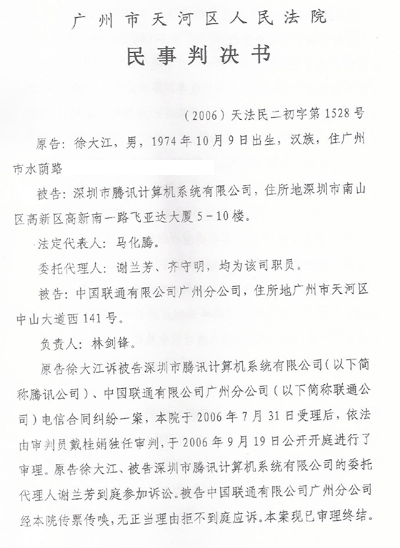 广州市天河区人民法院
民事判决书
（2006）天法民二初字第1528号
原告：徐大江，男，1974年10月9日出生，汉族，住广州
市水荫路
被告：深圳市腾讯计算机系统有限公司，住所地深圳市南山
区高新区高新南一路飞亚达大厦5-10楼。
法定代表人：马化腾。
委托代理人：谢兰芳、齐守明，均为该司职员。
被告：中国联通有限公司广州分公司，住所地广州市天河区
中山大道西141号。
负责人：林剑锋。
原告徐大江诉被告深圳市腾讯计算机系统有限公司（以下简
称腾讯公司）、中国联通有限公司广州分公司（以下简称联通公
司）电信合同纠纷一案，本院于2006年7月31日受理后，依法
由审判员戴桂娟独任审判，于2006年9月19日公开开庭进行了
审理。原告徐大江、被告深圳市腾讯计算机系统有限公司的委托
代理人谢兰芳到庭参加诉讼。被告中国联通有限公司广州分公司
经本院传票传唤，无正当理由拒不到庭应诉。本案现已审理终结。